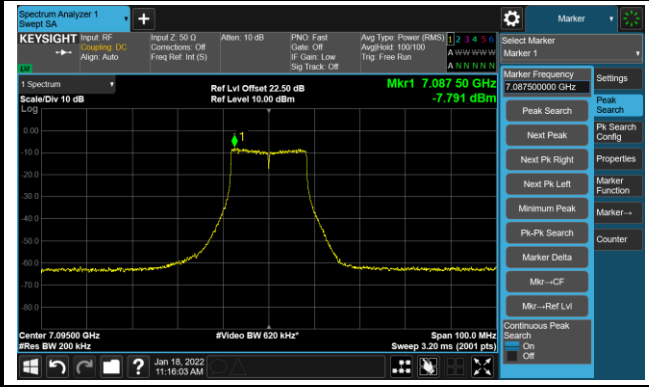 Spectrum Analyzer 1
Swept SA
Marker
KEYSIGHT
Input: RF
Coupling: DC
Align: Auto
Input Z: 50 Ω
Corrections: Off
Freq Ref: Int (S)
Atten: 10 dB
PNO: Fast
Gate: Off
IF Gain: Low
Sig Track: Off
Avg Type: Power (RMS)
Avg|Hold: 100/100
Trig: Free Run
1 2 3 4 5 6
A W W W W W
A N N N N N
LW
Select Marker
Marker 1
1 Spectrum
Scale/Div 10 dB
Log
Ref Lvl Offset 22.50 dB
Ref Level 10.00 dBm
Mkr1 7.087 50 GHz
-7.791 dBm
1
0.00
-10.0
-20.0
-30.0
-40.0
-50.0
-60.0
-70.0
-80.0
Center 7.09500 GHz
#Res BW 200 kHz
#Video BW 620 kHz*
Span 100.0 MHz
Sweep 3.20 ms (2001 pts)
Marker Frequency
7.087500000 GHz
Peak Search
Next Peak
Next Pk Right
Next Pk Left
Minimum Peak
Pk-Pk Search
Marker Delta
Mkr→CF
Mkr→Ref Lvl
Continuous Peak
Search
On
Off
Settings
Peak
Search
Pk Search
Config
Properties
Marker
Function
Marker→
Counter
?
Jan 18, 2022
11:16:03 AM